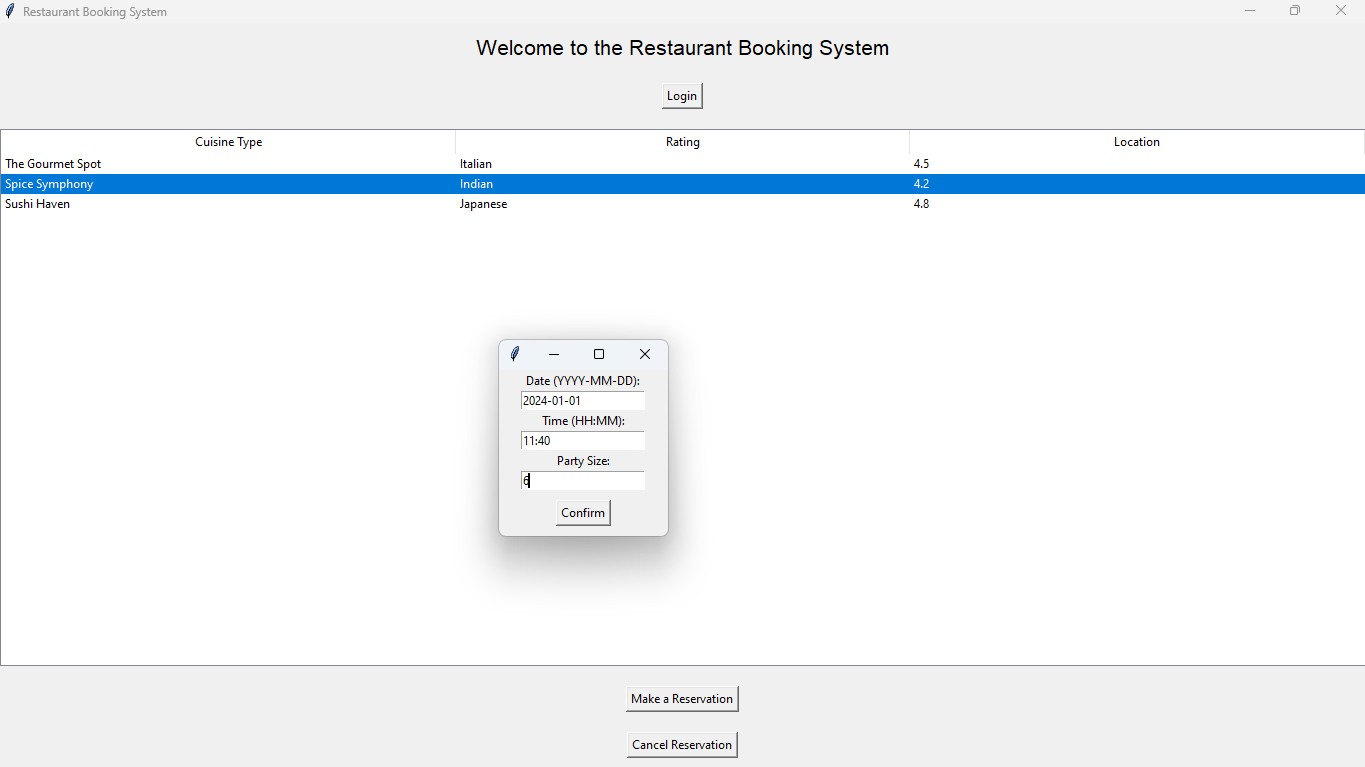 Restaurant Booking System
Welcome to the Restaurant Booking System
Login
Cuisine Type Rating Location
The Gourmet Spot Italian 4.5
Spice Symphony Indian 4.2
Sushi Haven Japanese 4.8
Date (YYYY-MM-DD):
2024-01-01
Time (HH:MM):
11:40
Party Size:
6
Confirm
Make a Reservation
Cancel Reservation